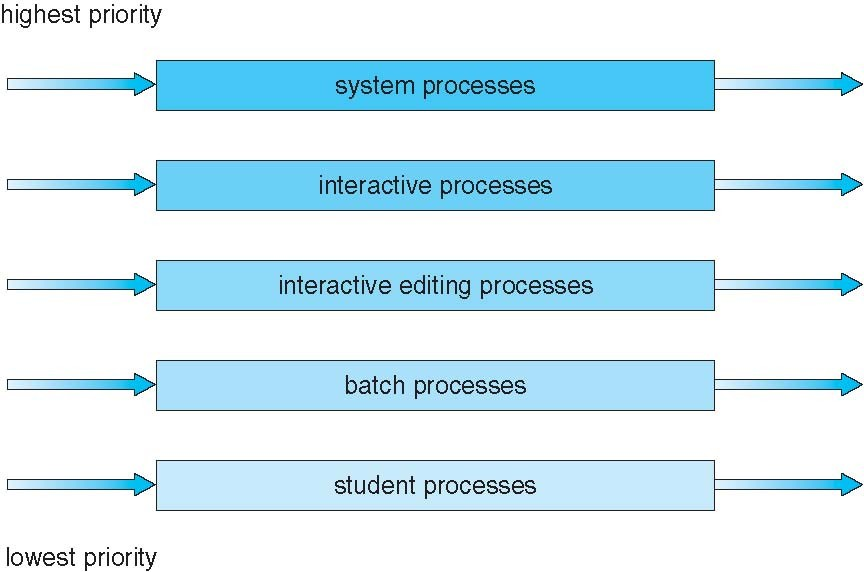 highest priority
system processes
interactive processes
interactive editing processes
batch processes
student processes
lowest priority